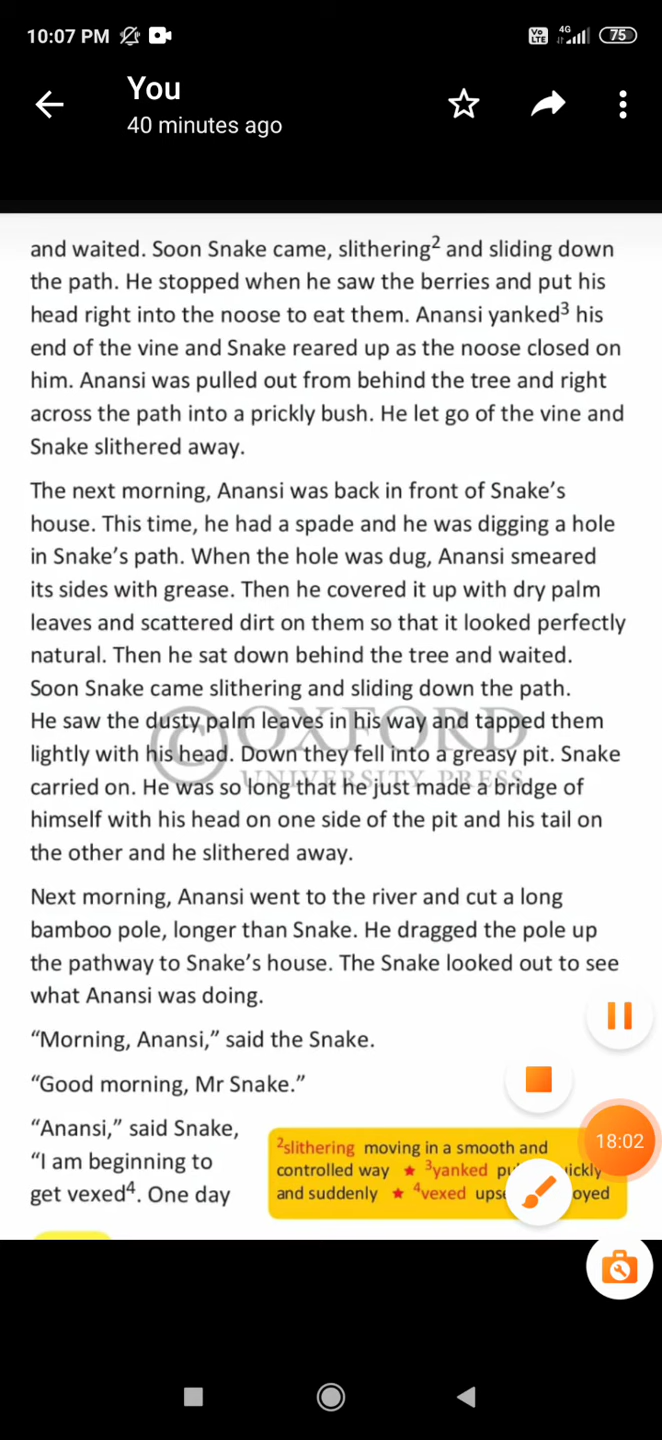 10:07 PM
Vo LTE 4G 75
You
40 minutes ago
and waited. Soon Snake came, slithering² and sliding down
the path. He stopped when he saw the berries and put his
head right into the noose to eat them. Anansi yanked³ his
end of the vine and Snake reared up as the noose closed on
him. Anansi was pulled out from behind the tree and right
across the path into a prickly bush. He let go of the vine and
Snake slithered away.
The next morning, Anansi was back in front of Snake’s
house. This time, he had a spade and he was digging a hole
in Snake’s path. When the hole was dug, Anansi smeared
its sides with grease. Then he covered it up with dry palm
leaves and scattered dirt on them so that it looked perfectly
natural. Then he sat down behind the tree and waited.
Soon Snake came slithering and sliding down the path.
He saw the dusty palm leaves in his way and tapped them
lightly with his head. Down they fell into a greasy pit. Snake
carried on. He was so long that he just made a bridge of
himself with his head on one side of the pit and his tail on
the other and he slithered away.
© OXFORD
UNIVERSITY PRESS
Next morning, Anansi went to the river and cut a long
bamboo pole, longer than Snake. He dragged the pole up
the pathway to Snake’s house. The Snake looked out to see
what Anansi was doing.
“Morning, Anansi,” said the Snake.
“Good morning, Mr Snake.”
“Anansi,” said Snake,
“I am beginning to
get vexed⁴. One day
²slithering moving in a smooth and
controlled way ★ ³yanked
and suddenly ★ ⁴vexed
18:02